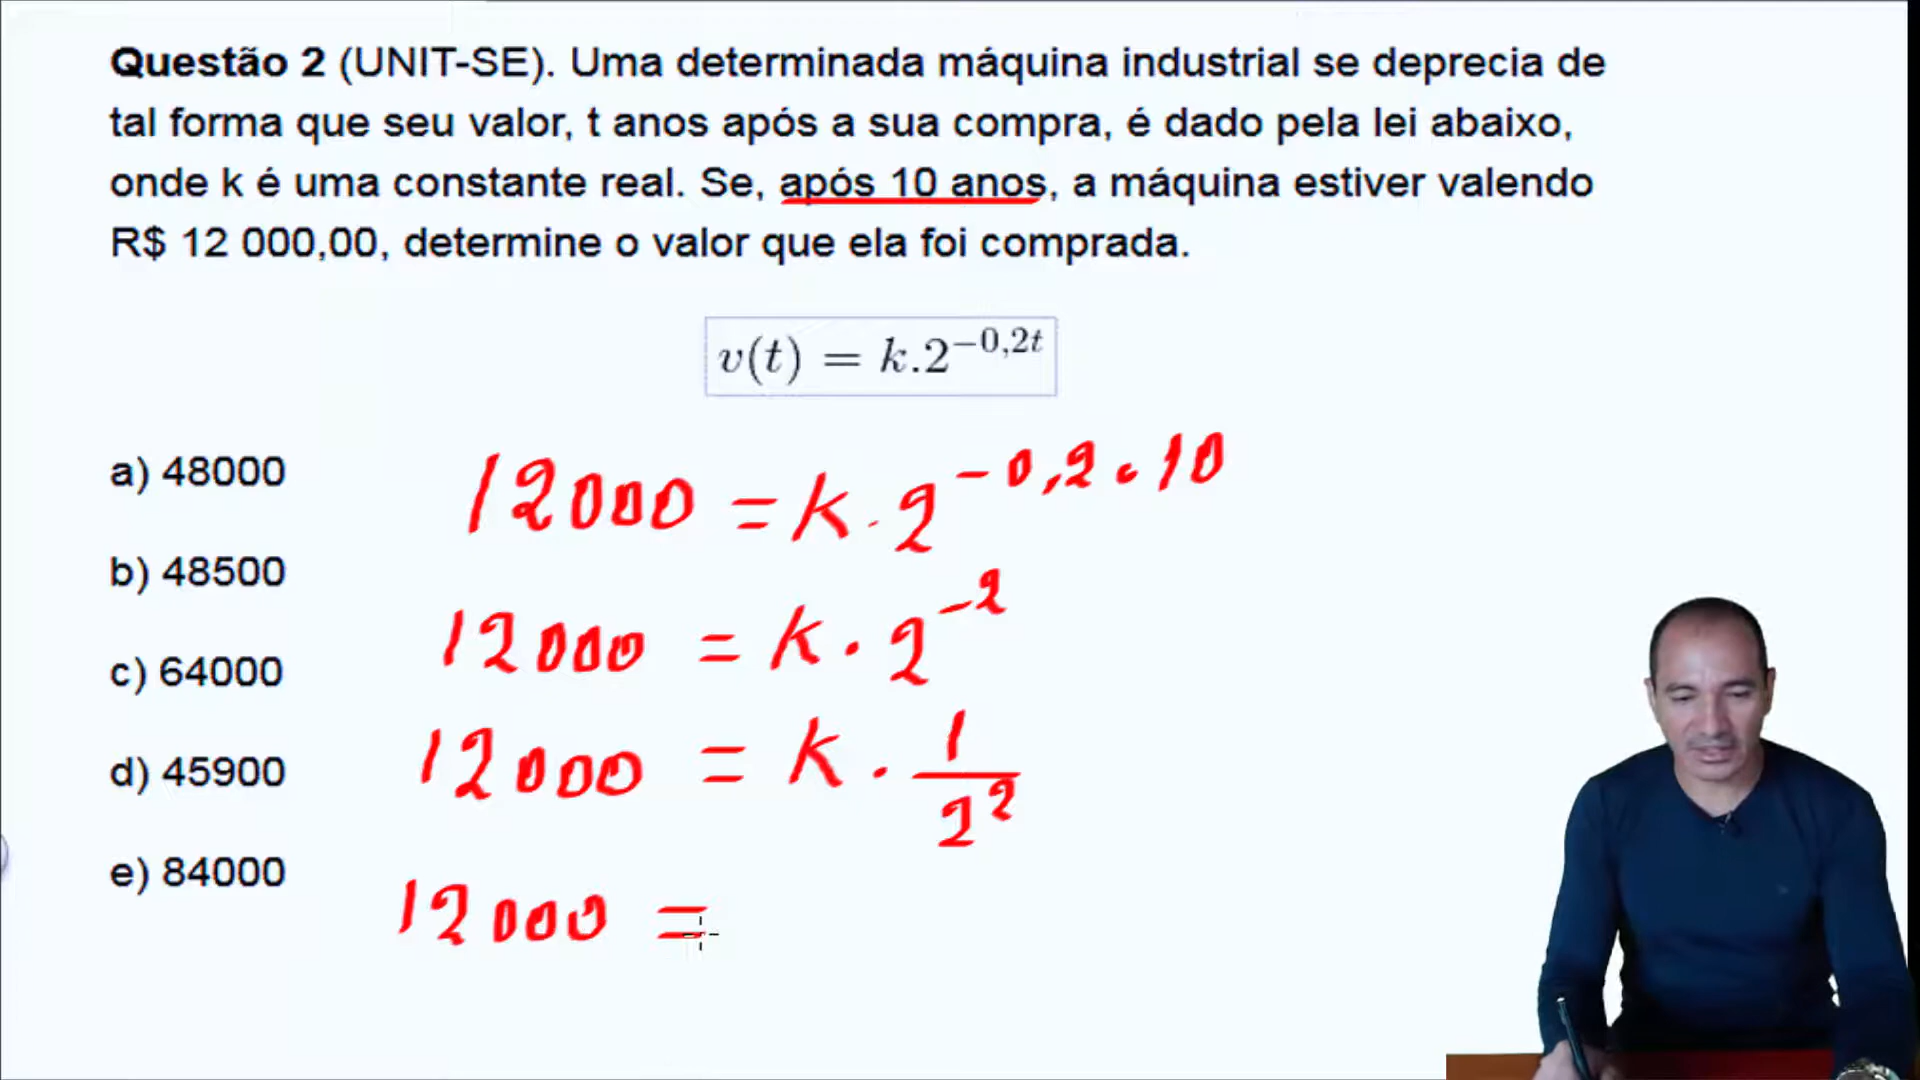 Questão 2 (UNIT-SE). Uma determinada máquina industrial se deprecia de
tal forma que seu valor, t anos após a sua compra, é dado pela lei abaixo,
onde k é uma constante real. Se, após 10 anos, a máquina estiver valendo
R$ 12 000,00, determine o valor que ela foi comprada.
v(t) = k.2^{-0,2t}
a) 48000
b) 48500
c) 64000
d) 45900
e) 84000
12000 = k . 2^{-0,2 . 10}
12000 = k . 2^{-2}
12000 = k . 1/2^2
12000 =